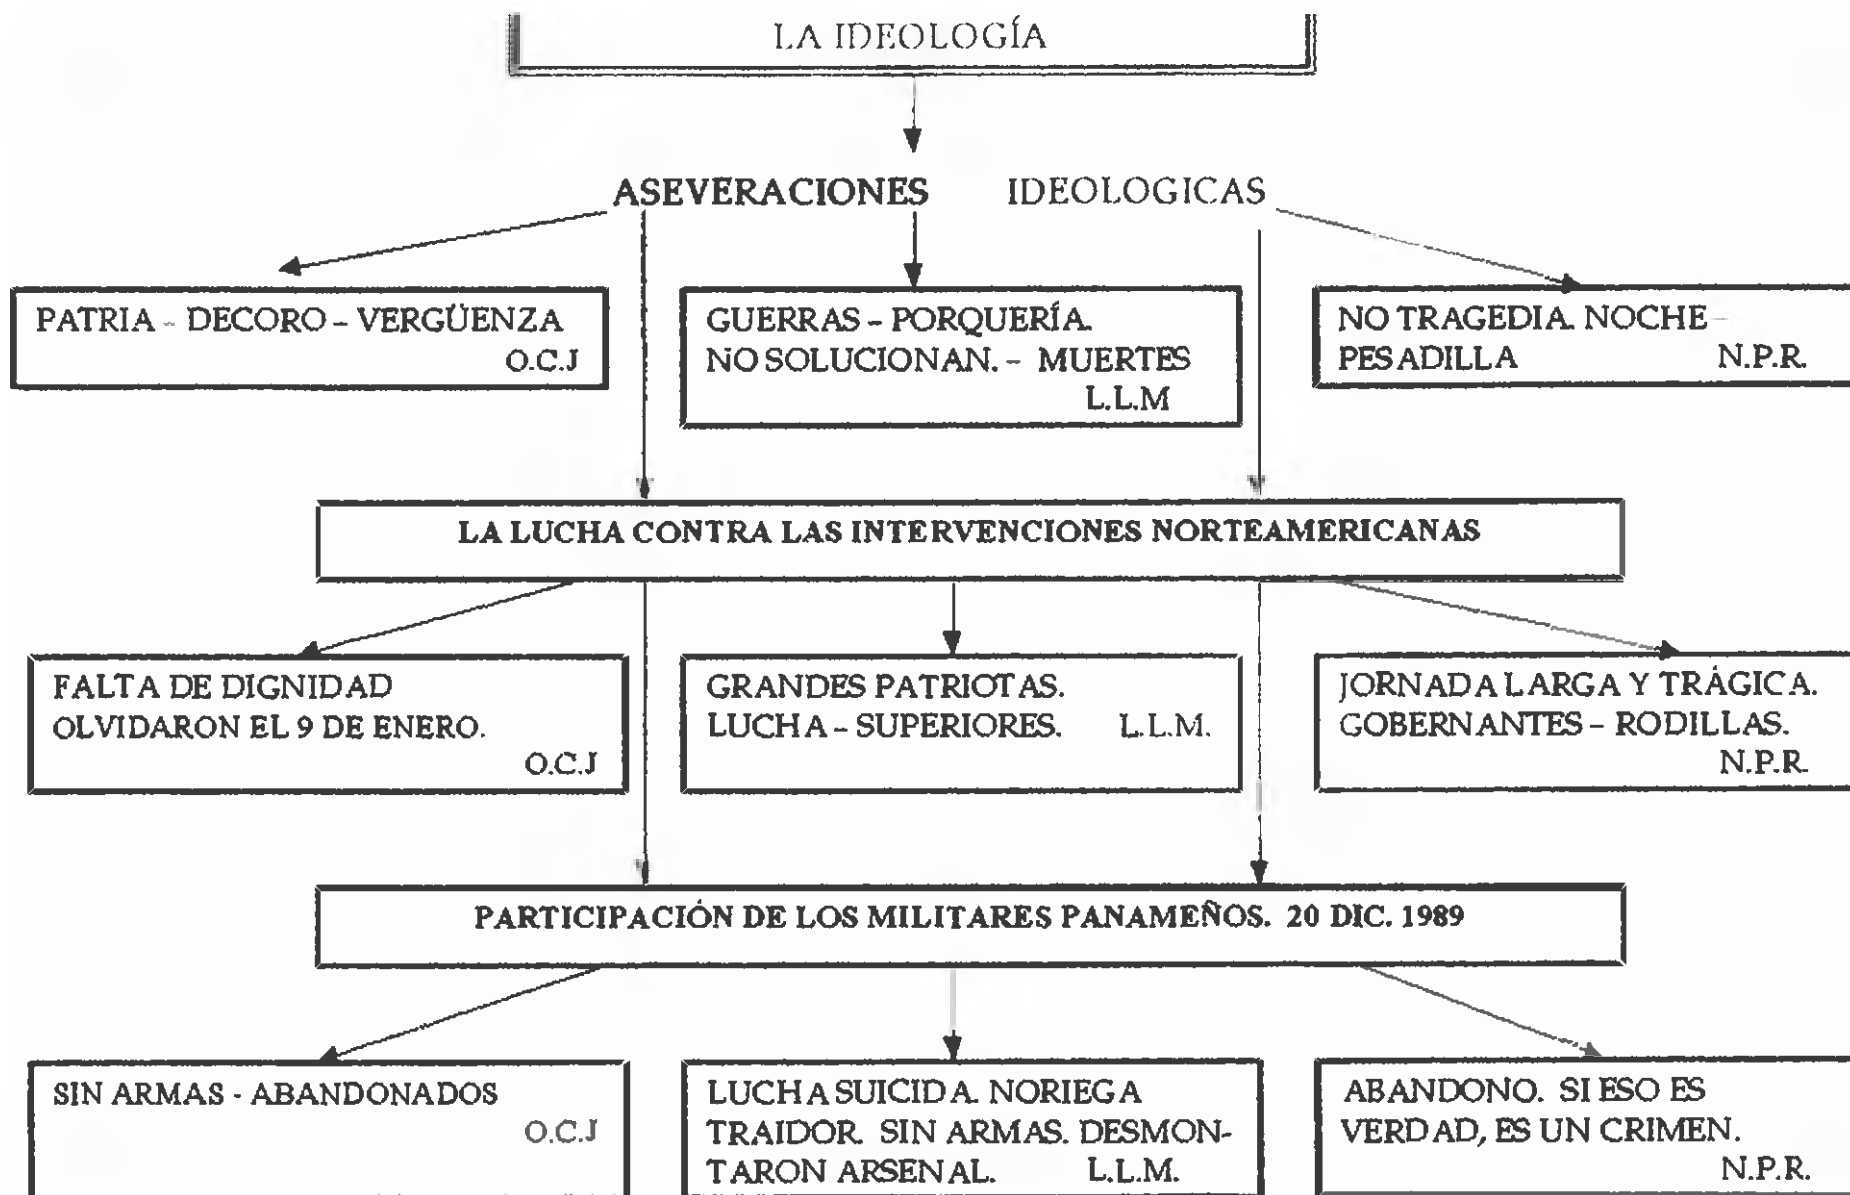 LA IDEOLOGÍA
ASEVERACIONES IDEOLOGICAS
PATRIA - DECORO - VERGÜENZA
O.C.J
GUERRAS - PORQUERÍA.
NO SOLUCIONAN. - MUERTES
L.L.M
NO TRAGEDIA. NOCHE -
PESADILLA N.P.R.
LA LUCHA CONTRA LAS INTERVENCIONES NORTEAMERICANAS
FALTA DE DIGNIDAD
OLVIDARON EL 9 DE ENERO.
O.C.J
GRANDES PATRIOTAS.
LUCHA - SUPERIORES. L.L.M.
JORNADA LARGA Y TRÁGICA.
GOBERNANTES - RODILLAS.
N.P.R.
PARTICIPACIÓN DE LOS MILITARES PANAMEÑOS. 20 DIC. 1989
SIN ARMAS - ABANDONADOS
O.C.J
LUCHA SUICIDA. NORIEGA
TRAIDOR. SIN ARMAS. DESMON-
TARON ARSENAL. L.L.M.
ABANDONO. SI ESO ES
VERDAD, ES UN CRIMEN.
N.P.R.